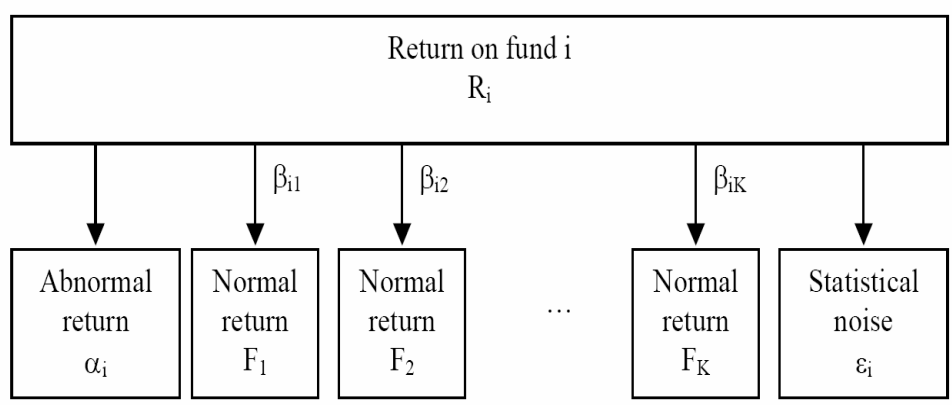 Return on fund i
Rᵢ
βᵢ₁
βᵢ₂
βᵢK
Abnormal
return
αᵢ
Normal
return
F₁
Normal
return
F₂
...
Normal
return
F_K
Statistical
noise
εᵢ